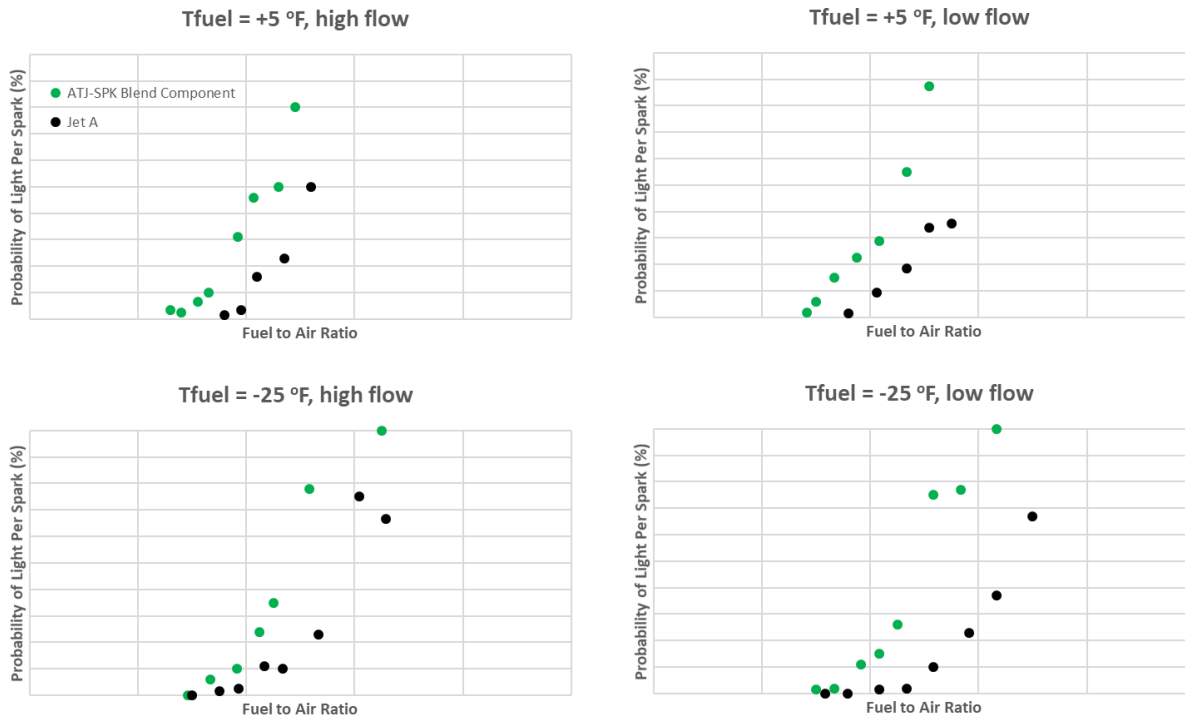 Tfuel = +5 ºF, high flow
Probability of Light Per Spark (%)
ATJ-SPK Blend Component
Jet A
Fuel to Air Ratio
Tfuel = +5 ºF, low flow
Probability of Light Per Spark (%)
Fuel to Air Ratio
Tfuel = -25 ºF, high flow
Probability of Light Per Spark (%)
Fuel to Air Ratio
Tfuel = -25 ºF, low flow
Probability of Light Per Spark (%)
Fuel to Air Ratio